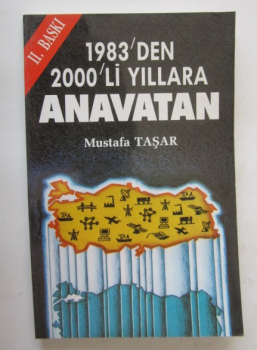 II. BASKI
1983'DEN
2000'Lİ YILLARA
ANAVATAN
Mustafa TAŞAR